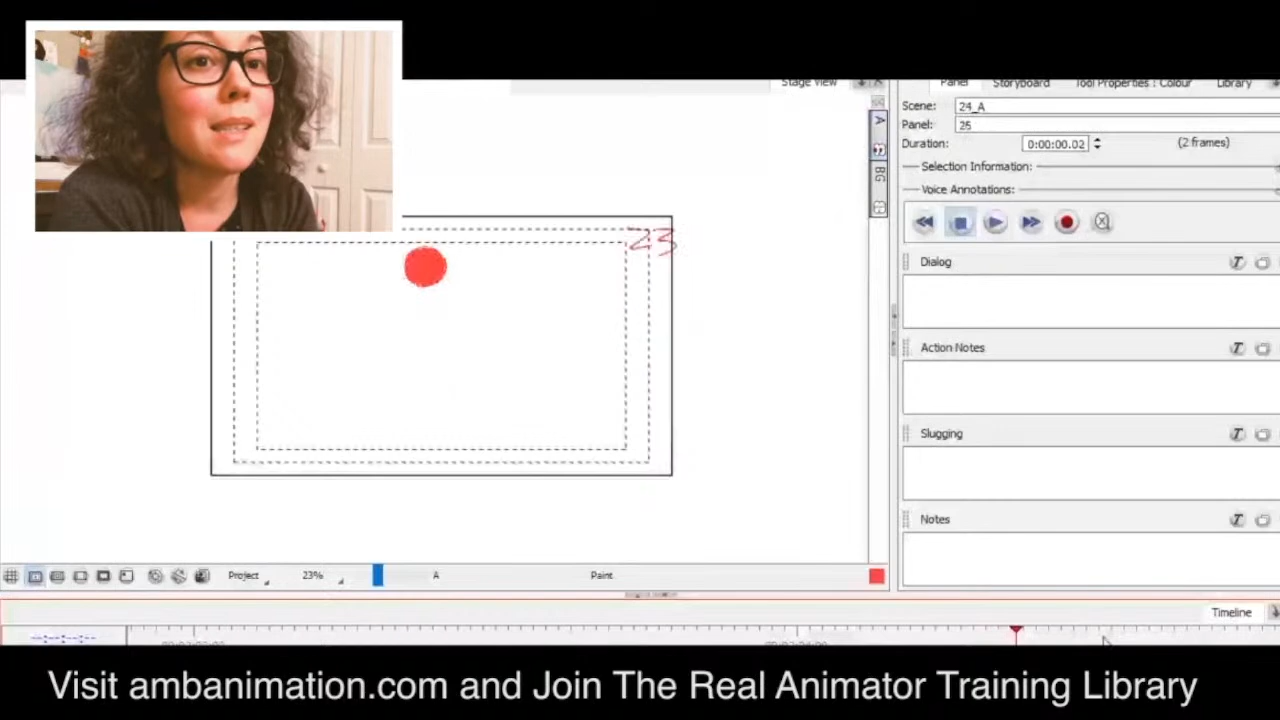 Stage View
Panel Storyboard Tool Properties : Colour Library
Scene: 24_A
Panel: 25
Duration: 0:00:00.02 (2 frames)
Selection Information:
Voice Annotations:
A
BG
23
Dialog
Action Notes
Slugging
Notes
Project 23% A Paint
Timeline
--:--:--:--
Visit ambanimation.com and Join The Real Animator Training Library